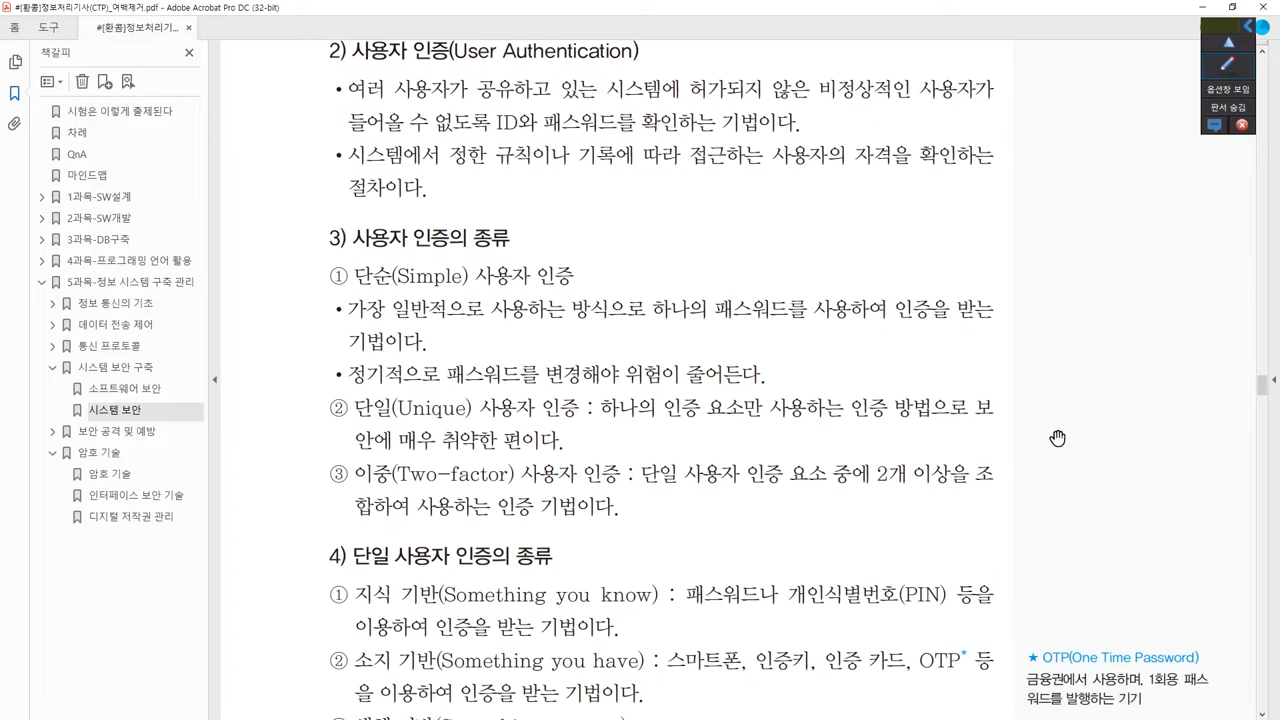 #[환콤]정보처리기사(CTP)_여백제거.pdf - Adobe Acrobat Pro DC (32-bit)
홈 도구 #[환콤]정보처리기... ×
책갈피
시험은 이렇게 출제된다
차례
QnA
마인드맵
1과목-SW설계
2과목-SW개발
3과목-DB구축
4과목-프로그래밍 언어 활용
5과목-정보 시스템 구축 관리
정보 통신의 기초
데이터 전송 제어
통신 프로토콜
시스템 보안 구축
소프트웨어 보안
시스템 보안
보안 공격 및 예방
암호 기술
암호 기술
인터페이스 보안 기술
디지털 저작권 관리
2) 사용자 인증(User Authentication)
• 여러 사용자가 공유하고 있는 시스템에 허가되지 않은 비정상적인 사용자가
들어올 수 없도록 ID와 패스워드를 확인하는 기법이다.
• 시스템에서 정한 규칙이나 기록에 따라 접근하는 사용자의 자격을 확인하는
절차이다.
3) 사용자 인증의 종류
① 단순(Simple) 사용자 인증
• 가장 일반적으로 사용하는 방식으로 하나의 패스워드를 사용하여 인증을 받는
기법이다.
• 정기적으로 패스워드를 변경해야 위험이 줄어든다.
② 단일(Unique) 사용자 인증 : 하나의 인증 요소만 사용하는 인증 방법으로 보
안에 매우 취약한 편이다.
③ 이중(Two-factor) 사용자 인증 : 단일 사용자 인증 요소 중에 2개 이상을 조
합하여 사용하는 인증 기법이다.
4) 단일 사용자 인증의 종류
① 지식 기반(Something you know) : 패스워드나 개인식별번호(PIN) 등을
이용하여 인증을 받는 기법이다.
② 소지 기반(Something you have) : 스마트폰, 인증키, 인증 카드, OTP★ 등
을 이용하여 인증을 받는 기법이다.
★ OTP(One Time Password)
금융권에서 사용하며, 1회용 패스
워드를 발행하는 기기
옵션창 보임
판서 숨김